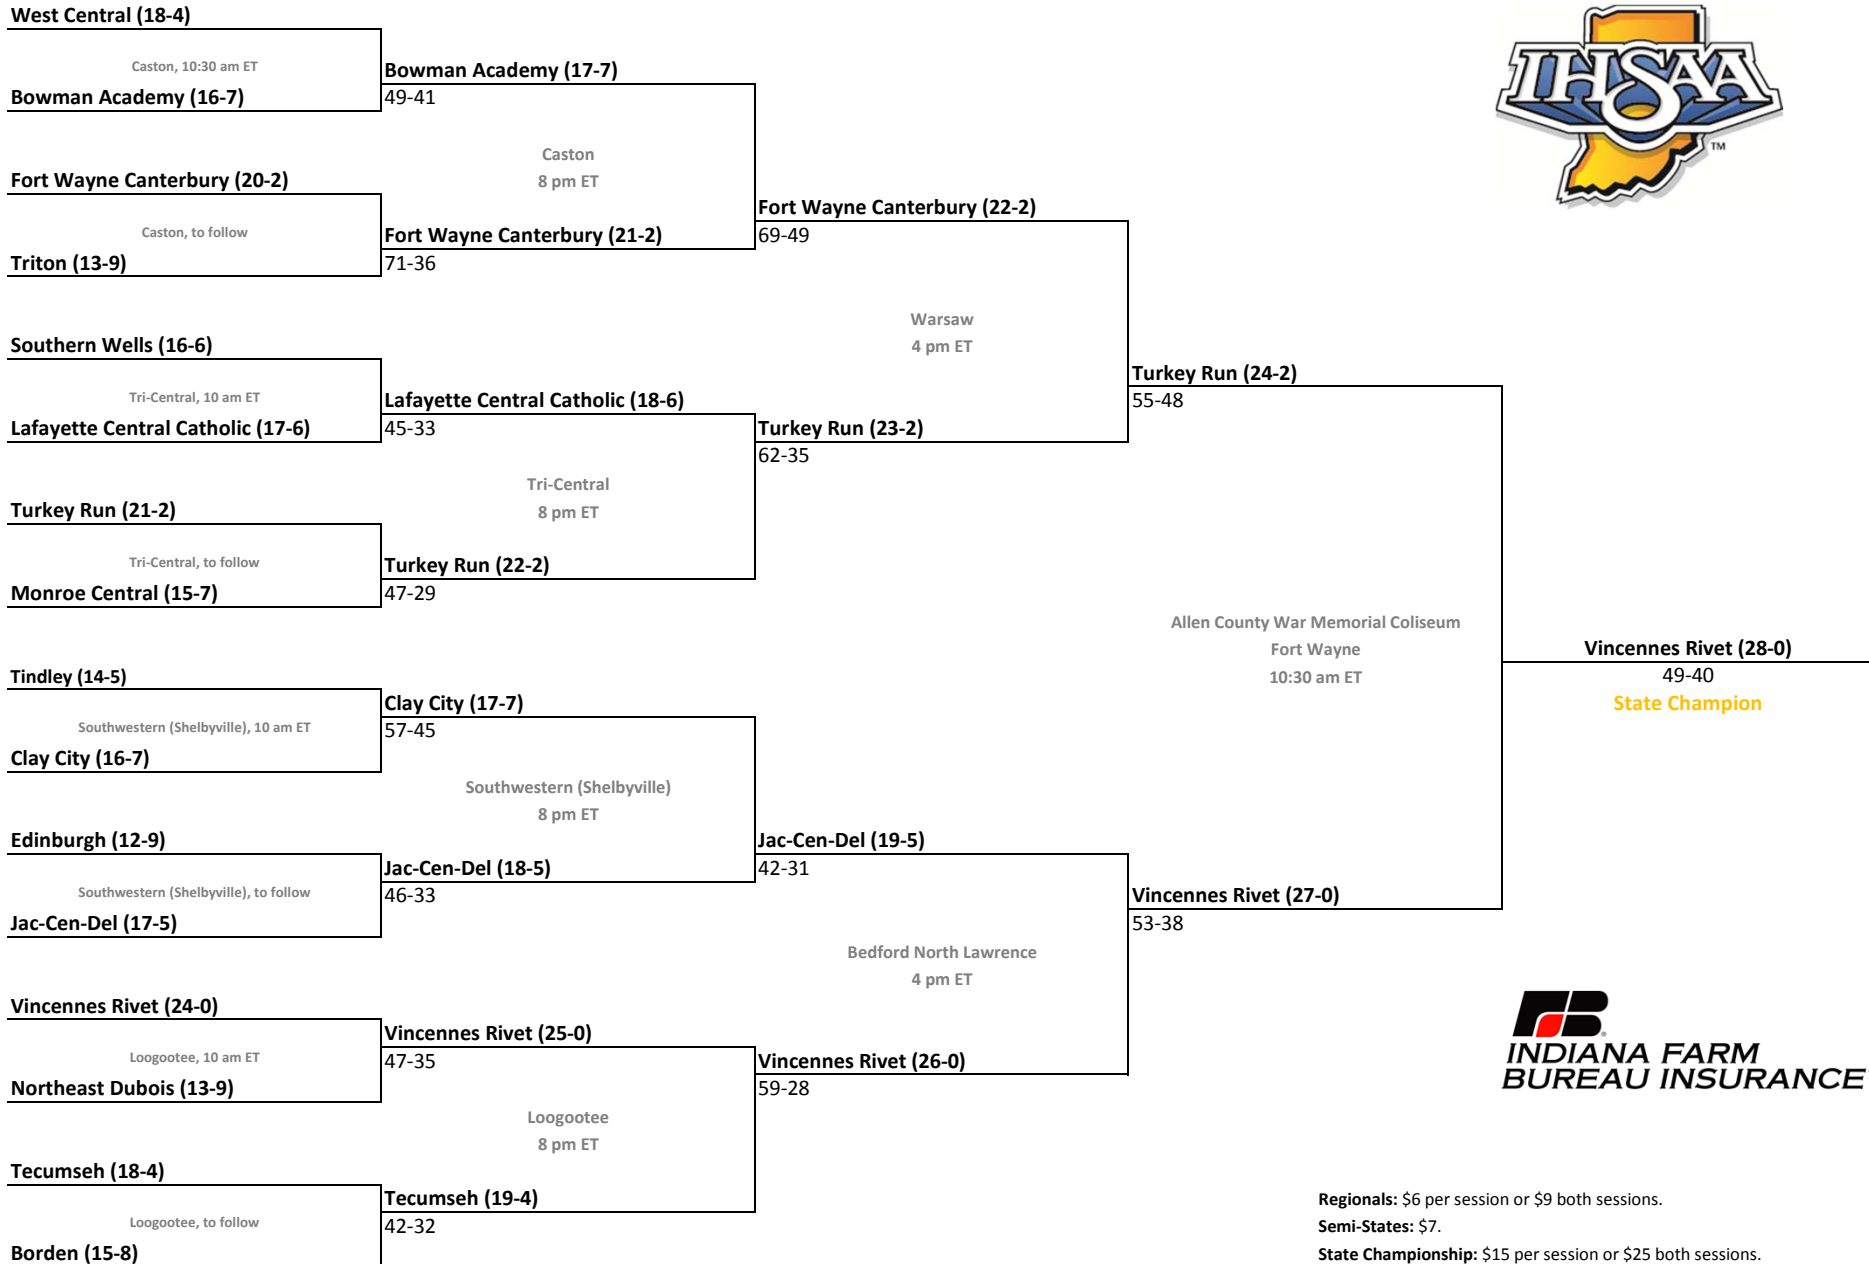 West Central (18-4)
Caston, 10:30 am ET
Bowman Academy (16-7)
Bowman Academy (17-7)
49-41
Caston
8 pm ET
Fort Wayne Canterbury (20-2)
Caston, to follow
Triton (13-9)
Fort Wayne Canterbury (21-2)
71-36
Fort Wayne Canterbury (22-2)
69-49
Warsaw
4 pm ET
Southern Wells (16-6)
Tri-Central, 10 am ET
Lafayette Central Catholic (17-6)
Lafayette Central Catholic (18-6)
45-33
Tri-Central
8 pm ET
Turkey Run (21-2)
Tri-Central, to follow
Monroe Central (15-7)
Turkey Run (22-2)
47-29
Turkey Run (23-2)
62-35
Turkey Run (24-2)
55-48
Allen County War Memorial Coliseum
Fort Wayne
10:30 am ET
Vincennes Rivet (28-0)
49-40
State Champion
Tindley (14-5)
Southwestern (Shelbyville), 10 am ET
Clay City (16-7)
Clay City (17-7)
57-45
Southwestern (Shelbyville)
8 pm ET
Edinburgh (12-9)
Southwestern (Shelbyville), to follow
Jac-Cen-Del (17-5)
Jac-Cen-Del (18-5)
46-33
Jac-Cen-Del (19-5)
42-31
Bedford North Lawrence
4 pm ET
Vincennes Rivet (27-0)
53-38
Vincennes Rivet (24-0)
Loogootee, 10 am ET
Northeast Dubois (13-9)
Vincennes Rivet (25-0)
47-35
Loogootee
8 pm ET
Vincennes Rivet (26-0)
59-28
Tecumseh (18-4)
Loogootee, to follow
Borden (15-8)
Tecumseh (19-4)
42-32
IHSAA
TM
INDIANA FARM
BUREAU INSURANCE
Regionals: $6 per session or $9 both sessions.
Semi-States: $7.
State Championship: $15 per session or $25 both sessions.